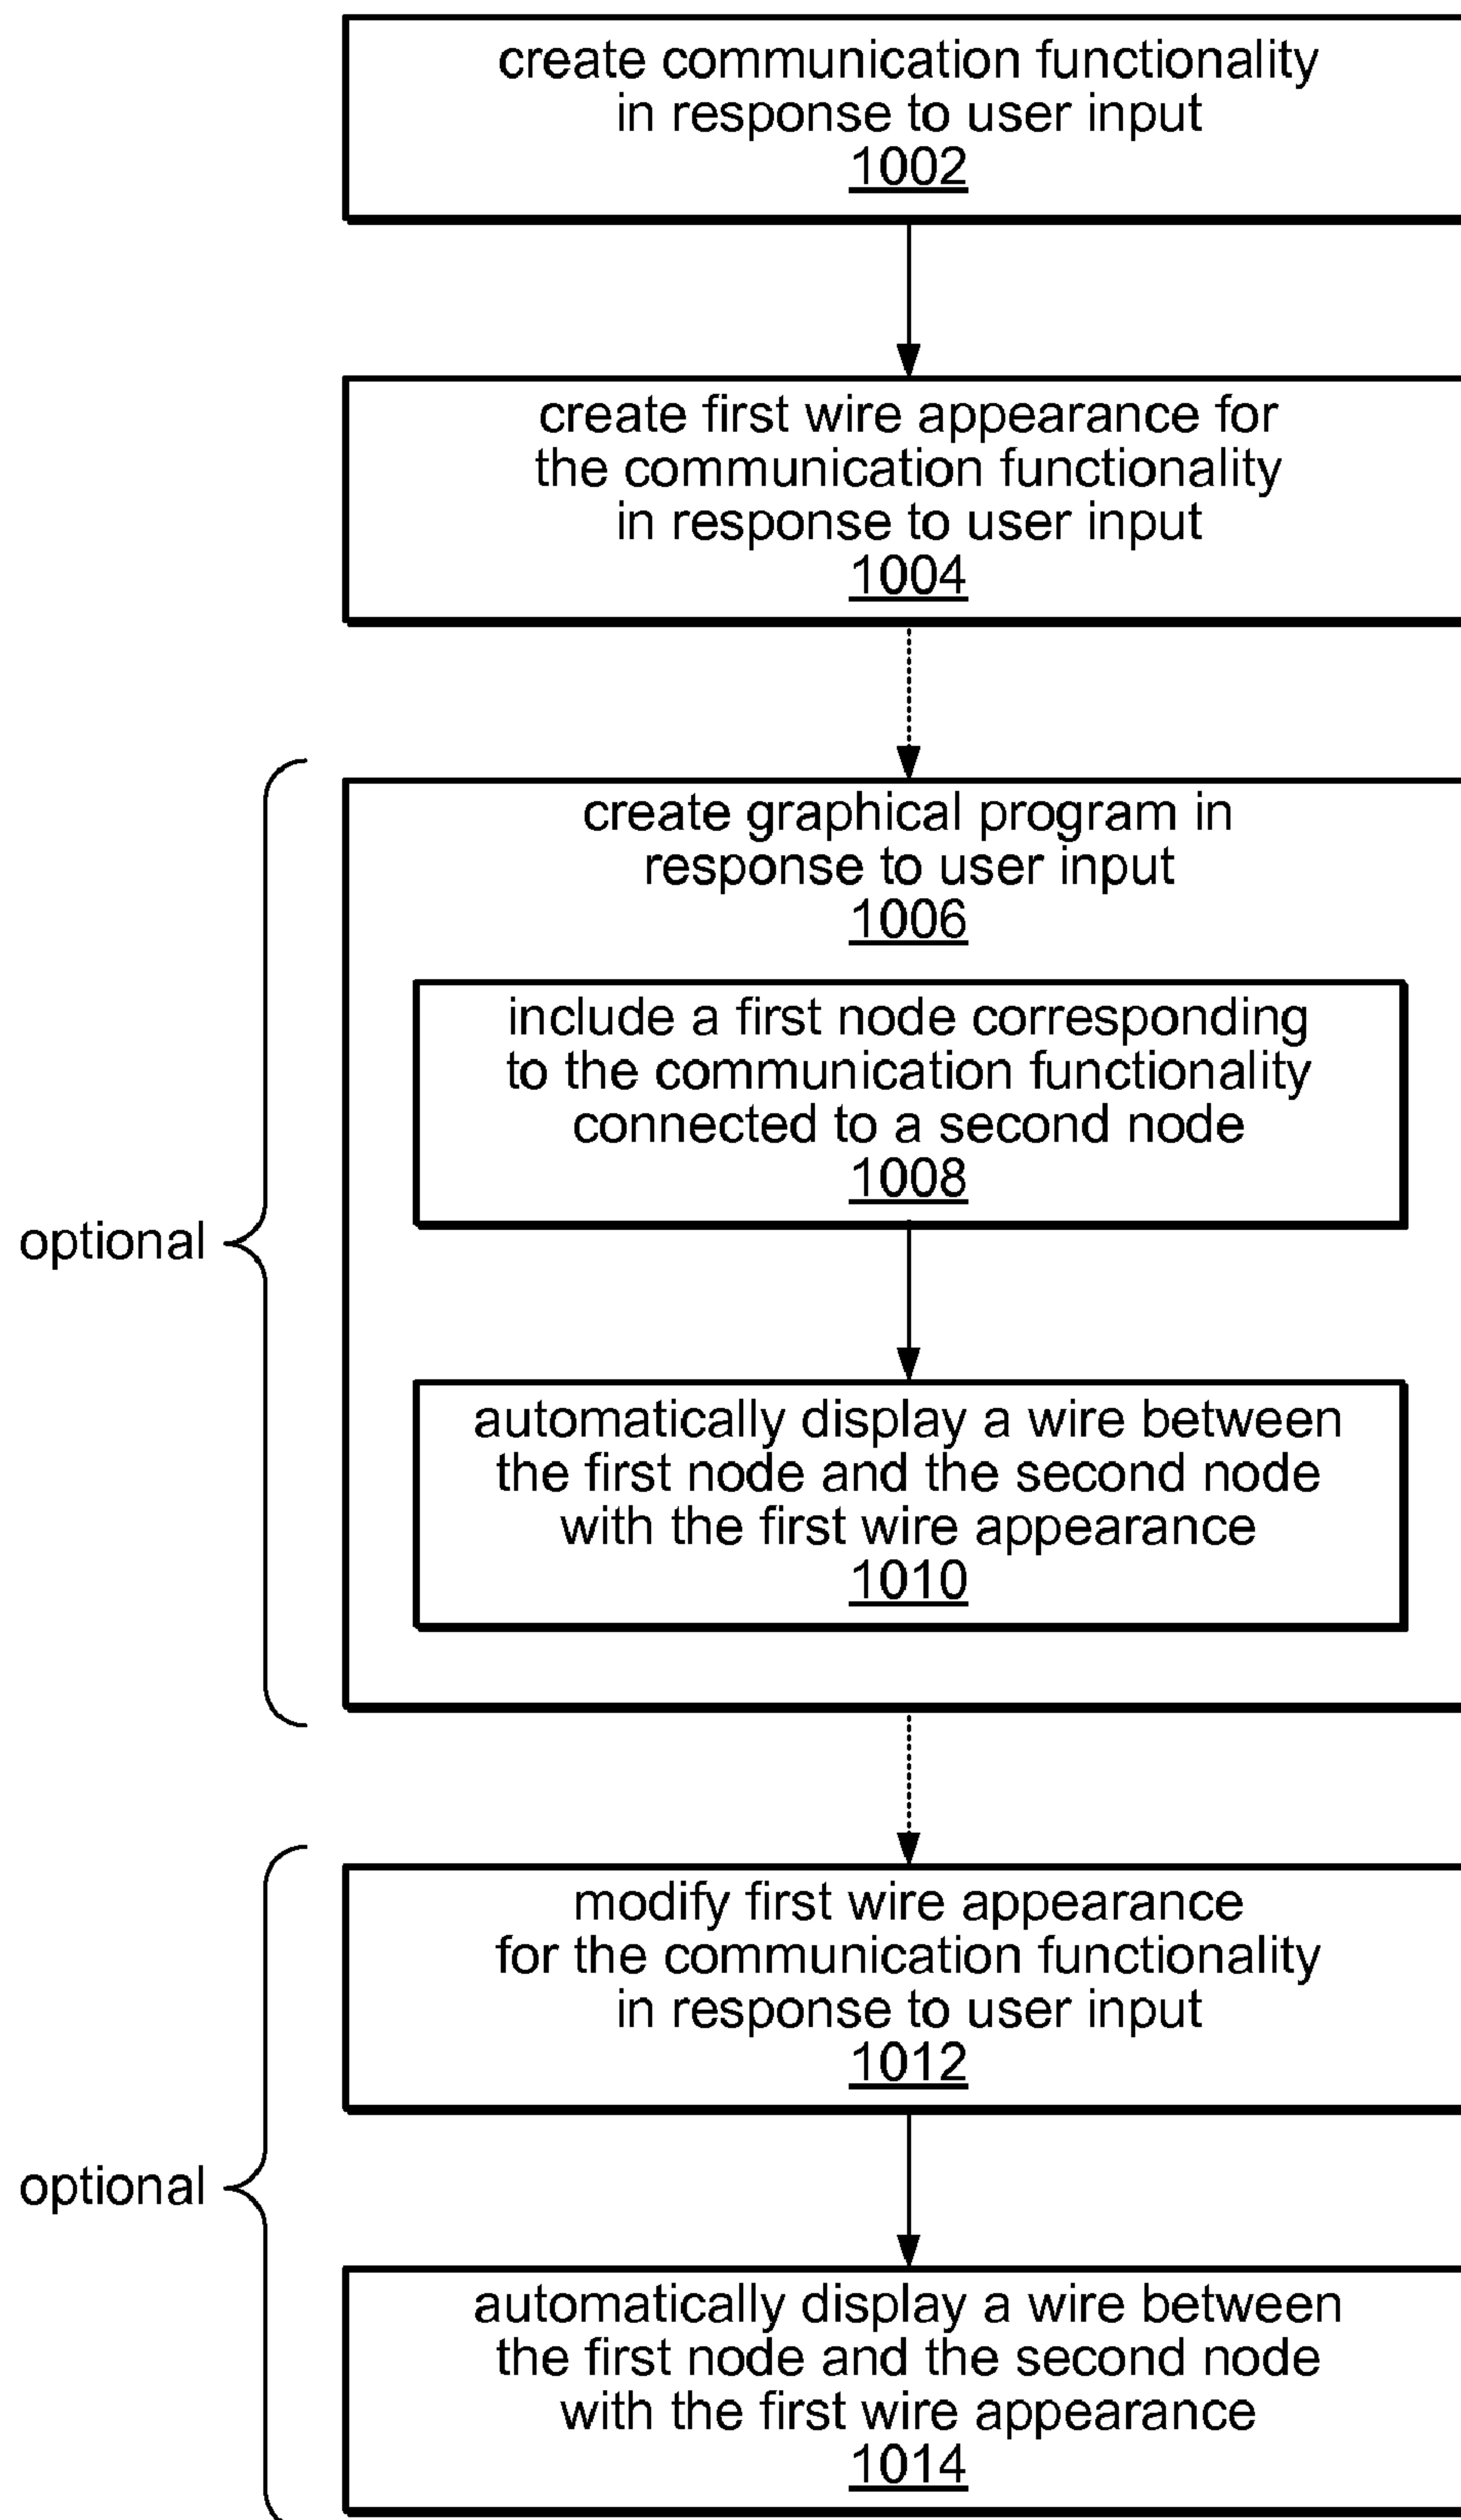 create communication functionality
in response to user input
1002
create first wire appearance for
the communication functionality
in response to user input
1004
create graphical program in
response to user input
1006
include a first node corresponding
to the communication functionality
connected to a second node
1008
optional
automatically display a wire between
the first node and the second node
with the first wire appearance
1010
modify first wire appearance
for the communication functionality
in response to user input
1012
optional
automatically display a wire between
the first node and the second node
with the first wire appearance
1014